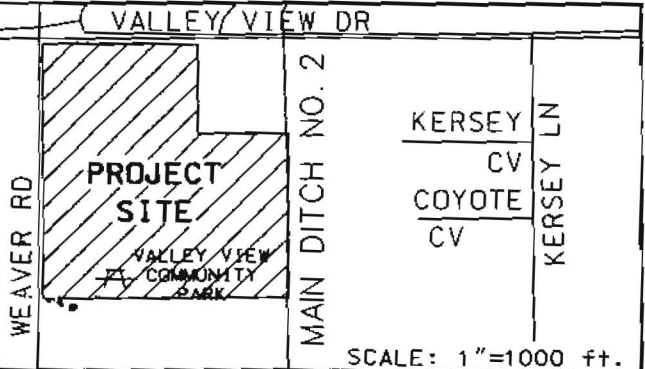 VALLEY VIEW DR
WEAVER RD
PROJECT
SITE
VALLEY VIEW
COMMUNITY
PARK
MAIN DITCH NO. 2
KERSEY
CV
COYOTE
CV
KERSEY LN
SCALE: 1"=1000 ft.